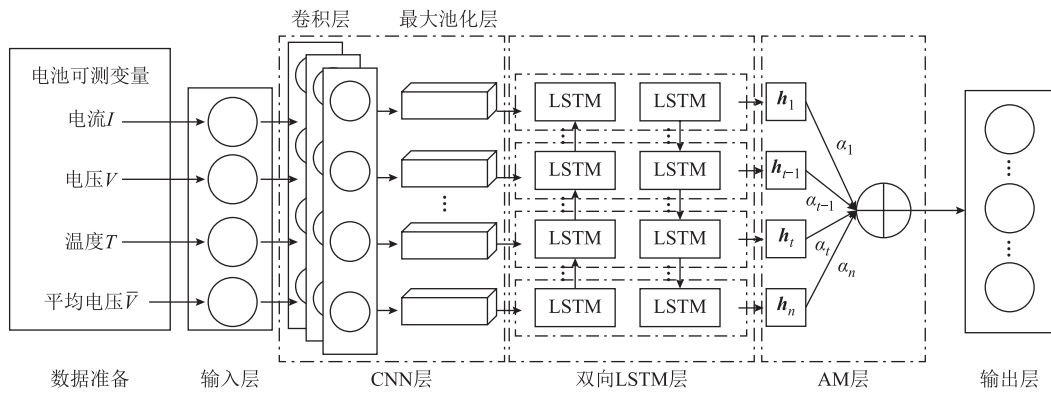 卷积层 最大池化层
电池可测变量
电流I
电压V
温度T
平均电压V̅
LSTM LSTM
LSTM LSTM
LSTM LSTM
LSTM LSTM
h₁
hₜ₋₁
hₜ
hₙ
α₁
αₜ₋₁
αₜ
αₙ
数据准备 输入层 CNN层 双向LSTM层 AM层 输出层